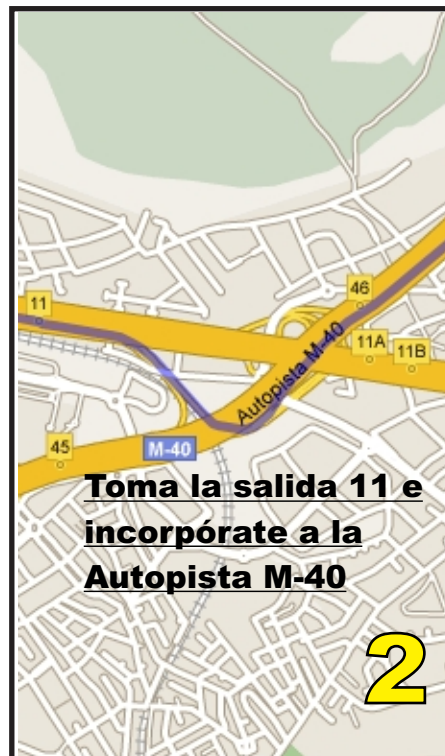 11
46
11A
11B
Autopista M-40
45
M-40
Toma la salida 11 e
incorpórate a la
Autopista M-40
2